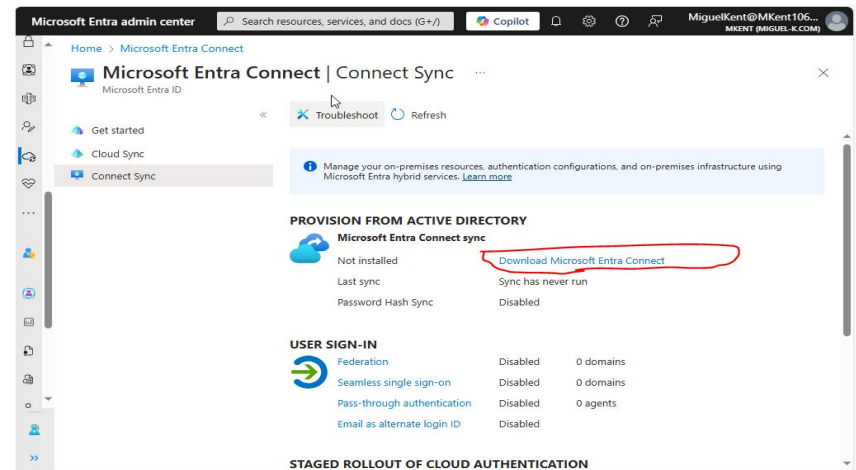 Microsoft Entra admin center
Search resources, services, and docs (G+/)
Copilot
MiguelKent@MKent106...
MKENT (MIGUEL-K.COM)
Home > Microsoft Entra Connect
Microsoft Entra Connect | Connect Sync ...
Microsoft Entra ID
Troubleshoot
Refresh
Get started
Cloud Sync
Connect Sync
Manage your on-premises resources, authentication configurations, and on-premises infrastructure using
Microsoft Entra hybrid services. Learn more
PROVISION FROM ACTIVE DIRECTORY
Microsoft Entra Connect sync
Not installed Download Microsoft Entra Connect
Last sync Sync has never run
Password Hash Sync Disabled
USER SIGN-IN
Federation Disabled 0 domains
Seamless single sign-on Disabled 0 domains
Pass-through authentication Disabled 0 agents
Email as alternate login ID Disabled
STAGED ROLLOUT OF CLOUD AUTHENTICATION